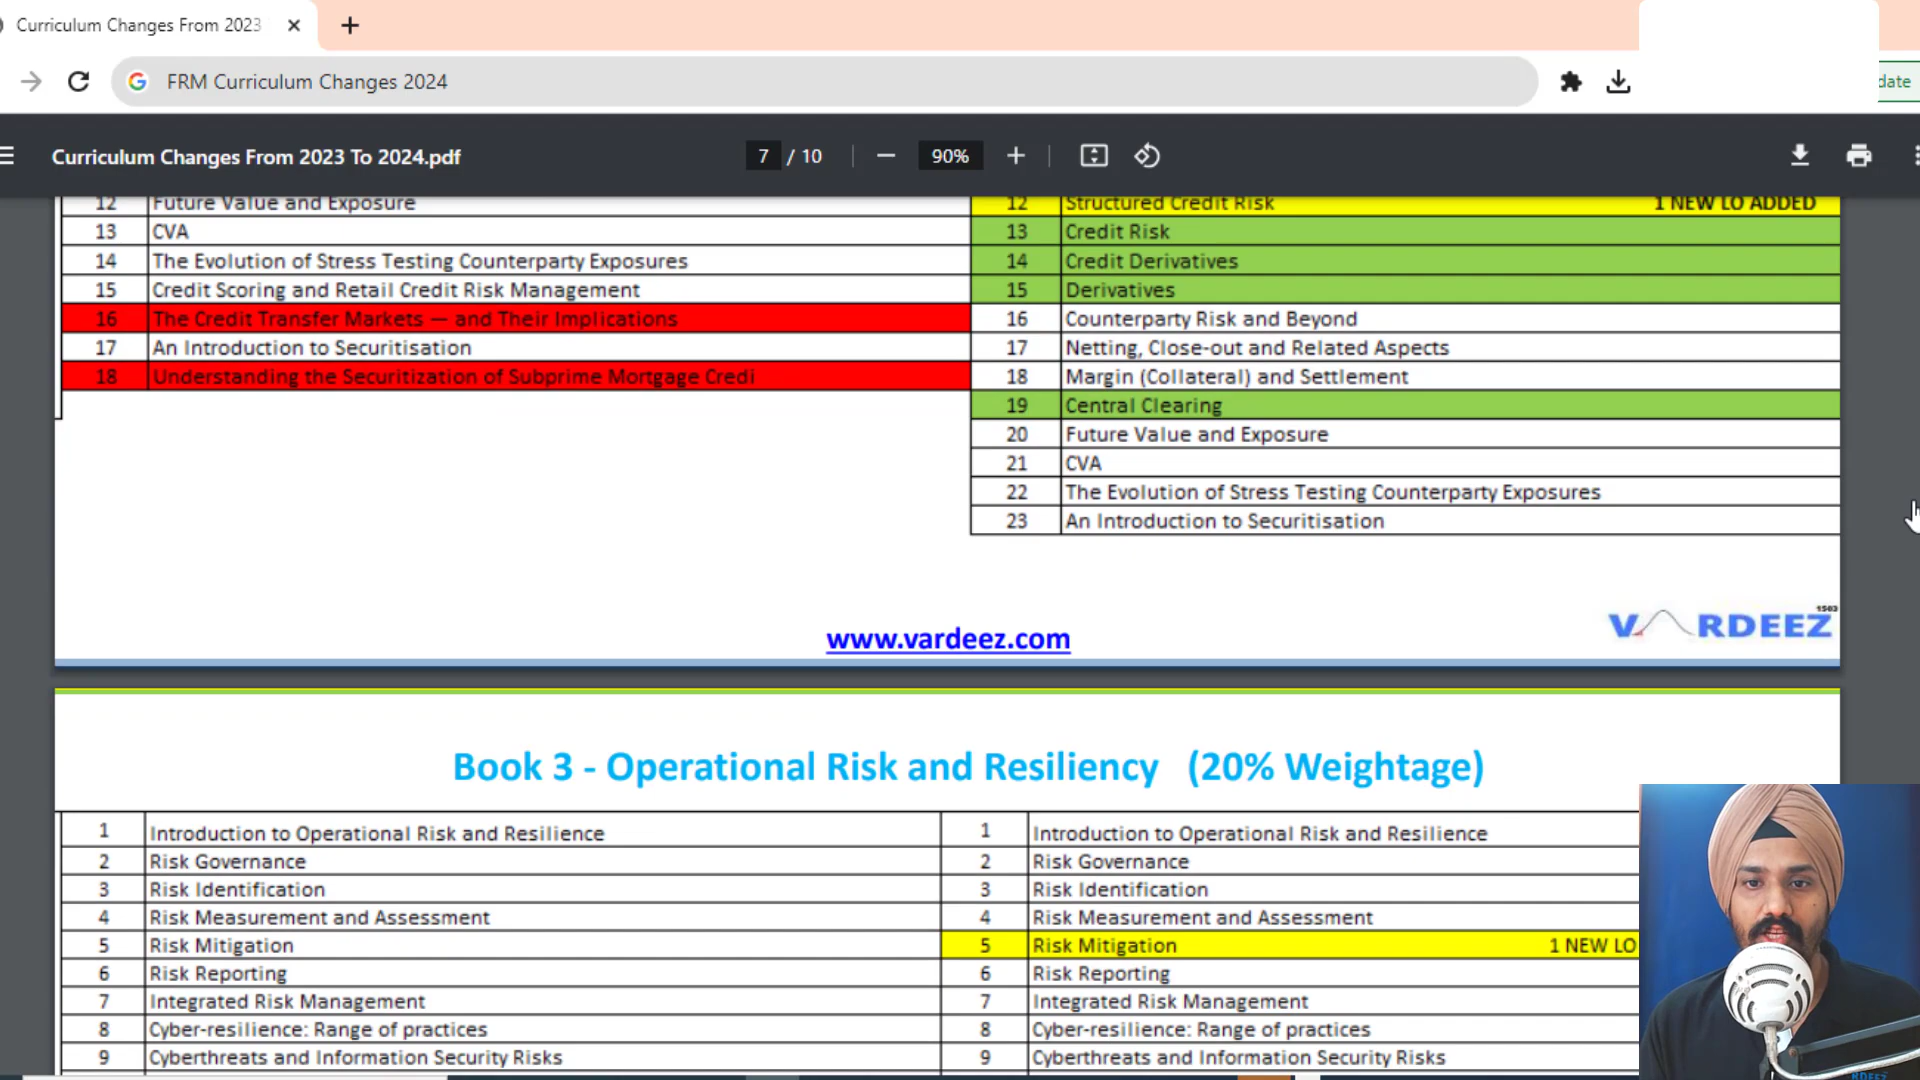 Curriculum Changes From 2023
FRM Curriculum Changes 2024
date
Curriculum Changes From 2023 To 2024.pdf
7 / 10
90%
12 Future Value and Exposure
13 CVA
14 The Evolution of Stress Testing Counterparty Exposures
15 Credit Scoring and Retail Credit Risk Management
16 The Credit Transfer Markets — and Their Implications
17 An Introduction to Securitisation
18 Understanding the Securitization of Subprime Mortgage Credi
12 Structured Credit Risk 1 NEW LO ADDED
13 Credit Risk
14 Credit Derivatives
15 Derivatives
16 Counterparty Risk and Beyond
17 Netting, Close-out and Related Aspects
18 Margin (Collateral) and Settlement
19 Central Clearing
20 Future Value and Exposure
21 CVA
22 The Evolution of Stress Testing Counterparty Exposures
23 An Introduction to Securitisation
www.vardeez.com
VARDEEZ
1503
Book 3 - Operational Risk and Resiliency (20% Weightage)
1 Introduction to Operational Risk and Resilience
2 Risk Governance
3 Risk Identification
4 Risk Measurement and Assessment
5 Risk Mitigation
6 Risk Reporting
7 Integrated Risk Management
8 Cyber-resilience: Range of practices
9 Cyberthreats and Information Security Risks
1 Introduction to Operational Risk and Resilience
2 Risk Governance
3 Risk Identification
4 Risk Measurement and Assessment
5 Risk Mitigation 1 NEW LO
6 Risk Reporting
7 Integrated Risk Management
8 Cyber-resilience: Range of practices
9 Cyberthreats and Information Security Risks